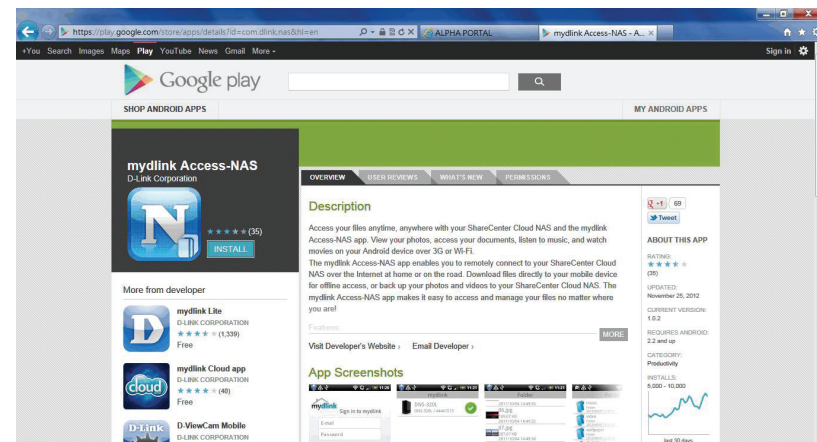 https://play.google.com/store/apps/details?id=com.dlink.nas&hl=en
ALPHA PORTAL
mydlink Access-NAS - A...
+You Search Images Maps Play YouTube News Gmail More
Sign in
Google play
SHOP ANDROID APPS
MY ANDROID APPS
mydlink Access-NAS
D-Link Corporation
N
(35)
INSTALL
More from developer
mydlink Lite
D-LINK CORPORATION
(1,339)
Free
mydlink Cloud app
D-LINK CORPORATION
(40)
Free
cloud
D-Link
D-ViewCam Mobile
D-LINK CORPORATION
OVERVIEW USER REVIEWS WHAT'S NEW PERMISSIONS
Description
Access your files anytime, anywhere with your ShareCenter Cloud NAS and the mydlink
Access-NAS app. View your photos, access your documents, listen to music, and watch
movies on your Android device over 3G or Wi-Fi.
The mydlink Access-NAS app enables you to remotely connect to your ShareCenter Cloud
NAS over the Internet at home or on the road. Download files directly to your mobile device
for offline access, or back up your photos and videos to your ShareCenter Cloud NAS. The
mydlink Access-NAS app makes it easy to access and manage your files no matter where
you are!
Features
MORE
Visit Developer's Website › Email Developer ›
App Screenshots
mydlink
Sign in to mydlink
E-mail
Password
mydlink
Folder
+1 69
Tweet
ABOUT THIS APP
RATING:
(35)
UPDATED:
November 25, 2012
CURRENT VERSION:
1.0.2
REQUIRES ANDROID:
2.2 and up
CATEGORY:
Productivity
INSTALLS:
5,000 - 10,000
last 30 days